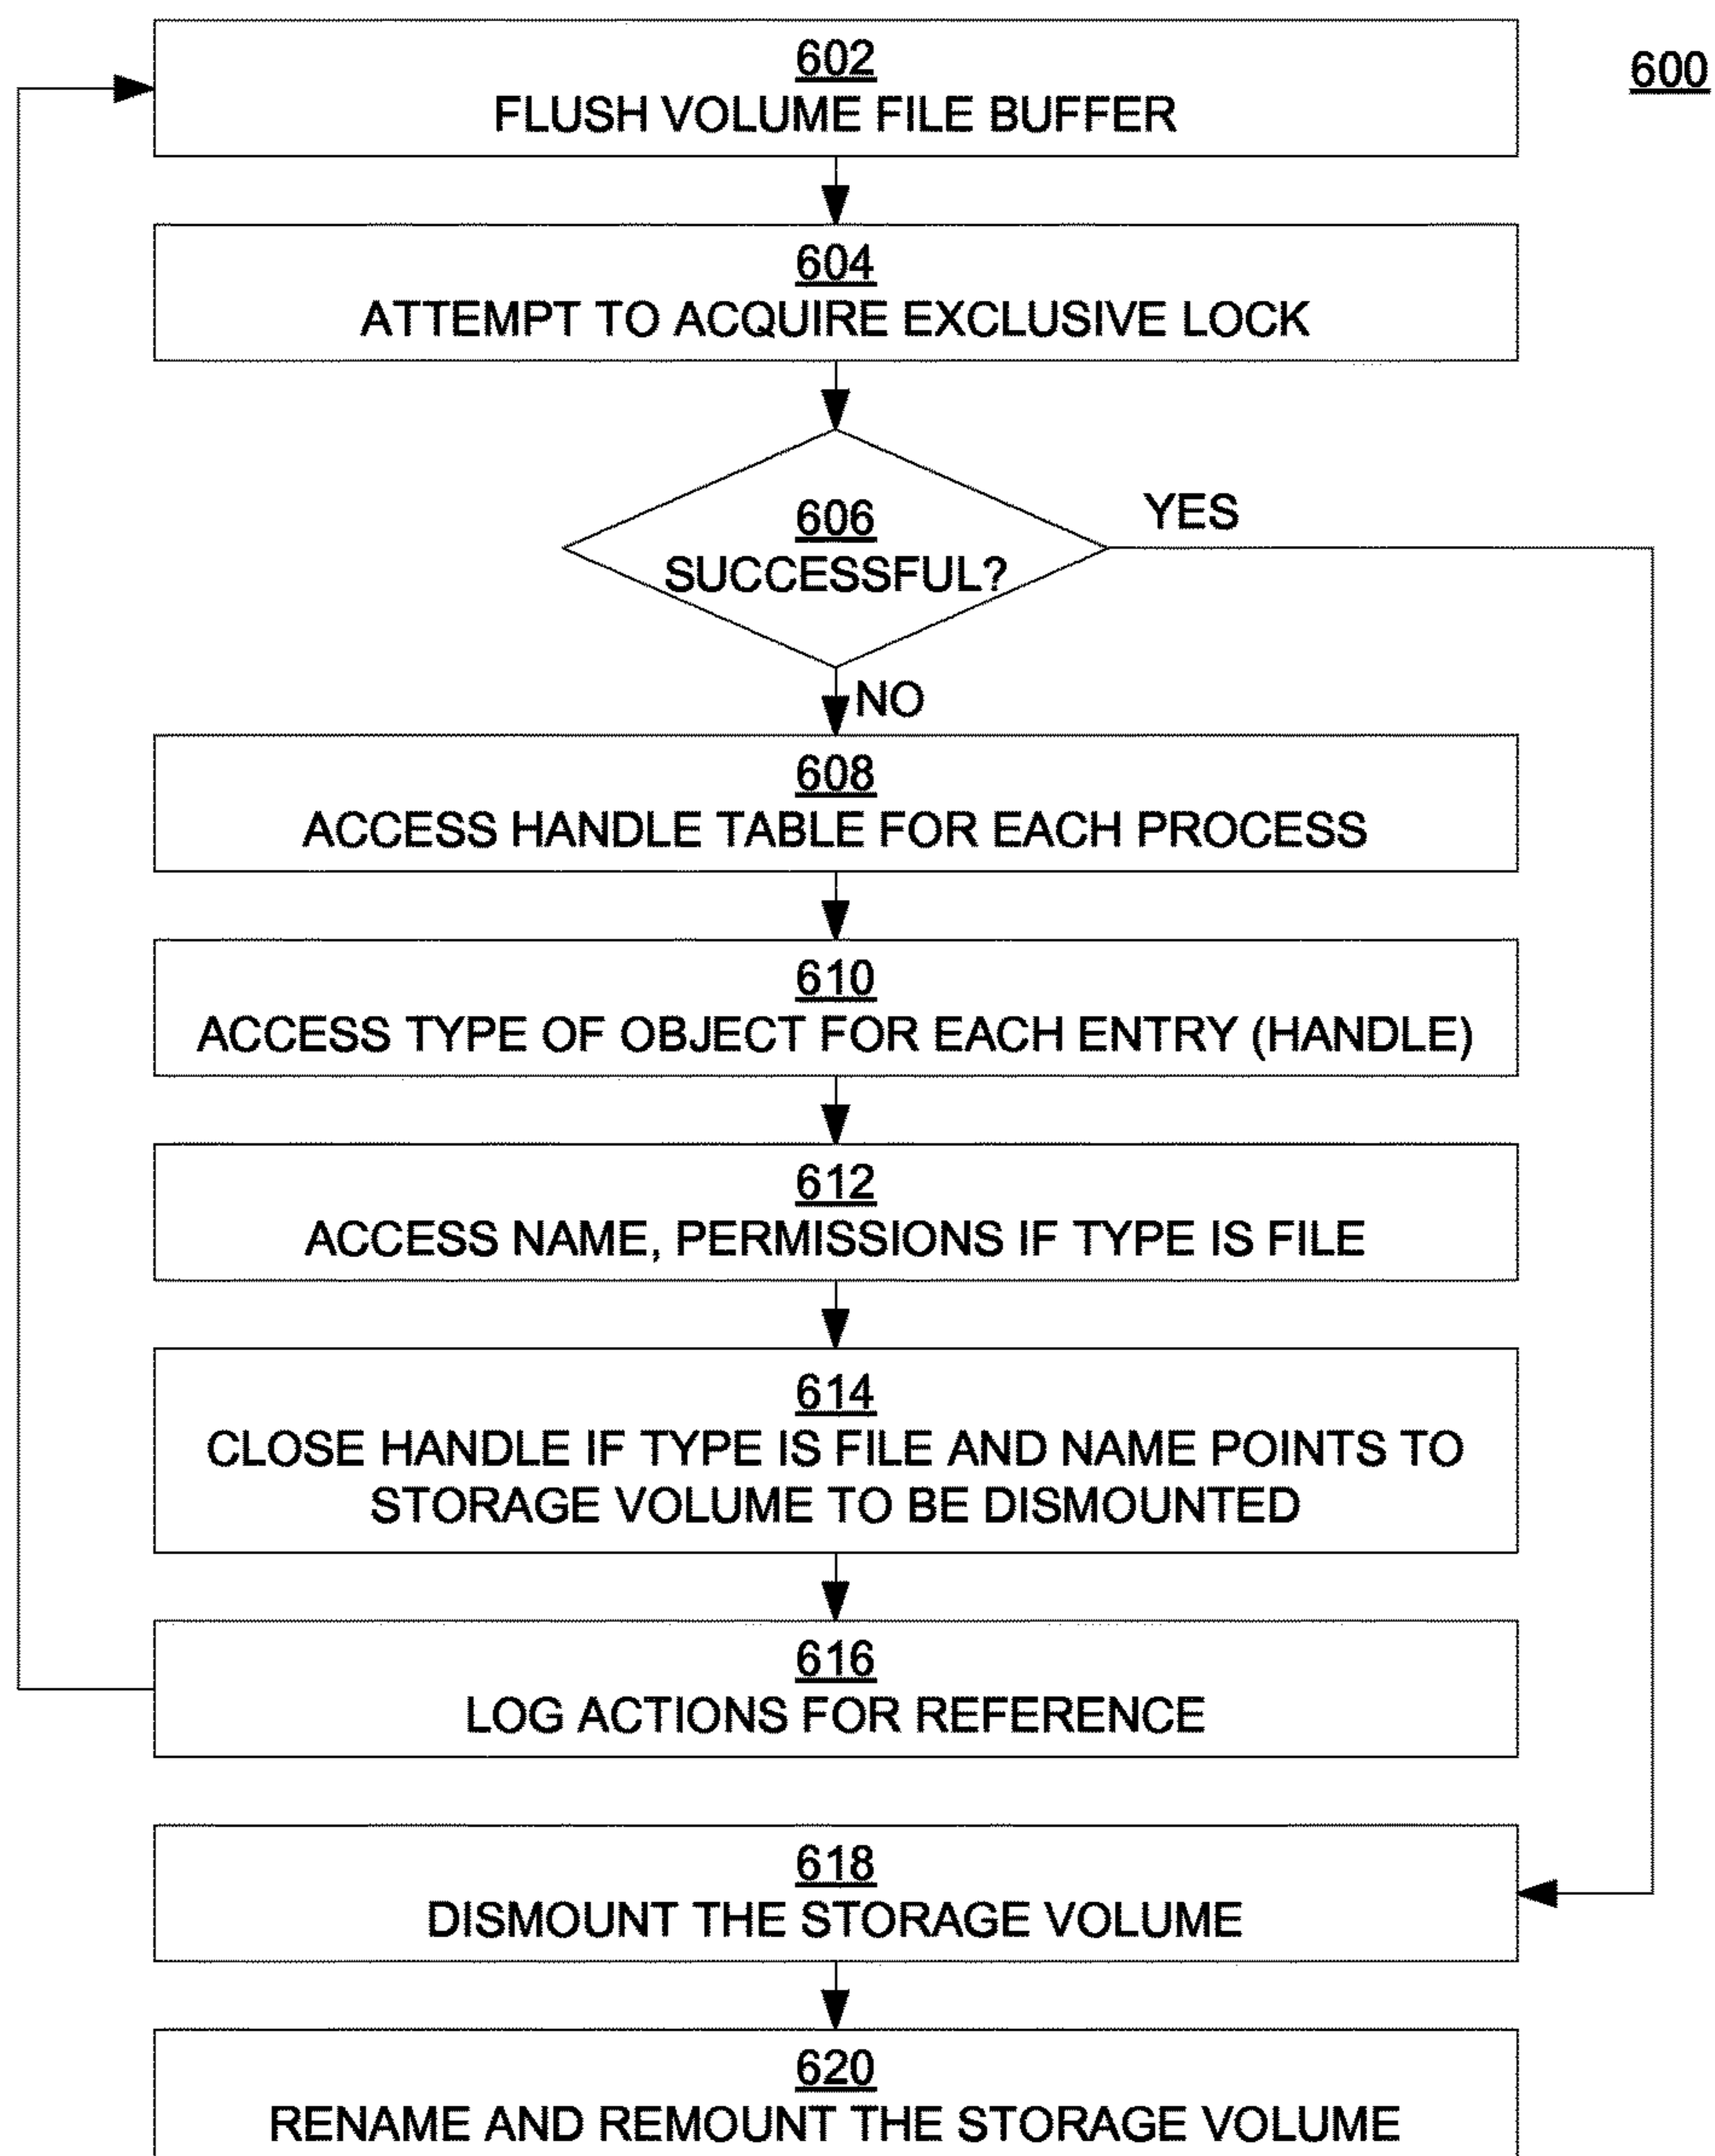 602
600
FLUSH VOLUME FILE BUFFER
604
ATTEMPT TO ACQUIRE EXCLUSIVE LOCK
606
YES
SUCCESSFUL?
NO
608
ACCESS HANDLE TABLE FOR EACH PROCESS
610
ACCESS TYPE OF OBJECT FOR EACH ENTRY (HANDLE)
612
ACCESS NAME, PERMISSIONS IF TYPE IS FILE
614
CLOSE HANDLE IF TYPE IS FILE AND NAME POINTS TO
STORAGE VOLUME TO BE DISMOUNTED
616
LOG ACTIONS FOR REFERENCE
618
DISMOUNT THE STORAGE VOLUME
620
RENAME AND REMOUNT THE STORAGE VOLUME